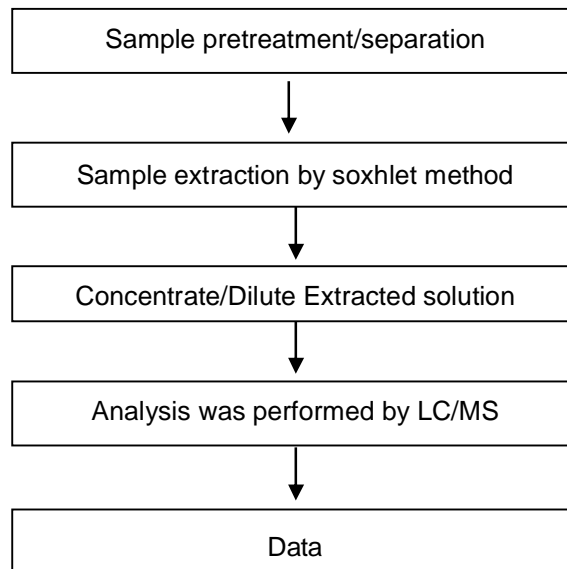 Sample pretreatment/separation
Sample extraction by soxhlet method
Concentrate/Dilute Extracted solution
Analysis was performed by LC/MS
Data